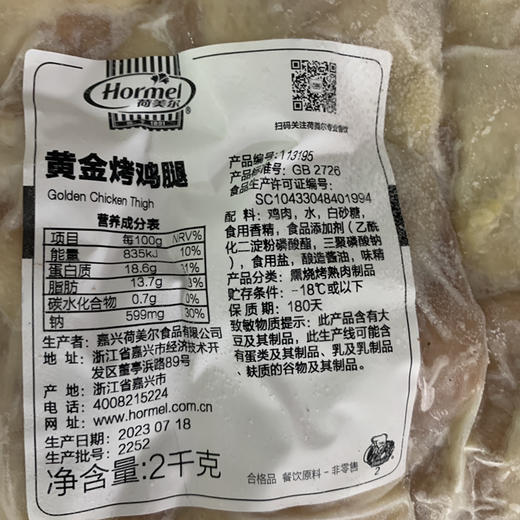 Hormel
荷美尔
1891
扫码关注荷美尔专业餐饮
黄金烤鸡腿
Golden Chicken Thigh
营养成分表
项目 每100g NRV%
能量 835kJ 10%
蛋白质 18.6g 31%
脂肪 13.7g 23%
碳水化合物 0.7g 0%
钠 599mg 30%
产品编号: 113195
产品标准号: GB 2726
食品生产许可证编号:
SC10433048401994
配 料: 鸡肉, 水, 白砂糖,
食用香精, 食品添加剂(乙酰
化二淀粉磷酸酯, 三聚磷酸钠
), 食用盐, 酿造酱油, 味精
产品分类: 熏烧烤熟肉制品
贮存条件: -18℃或以下
保 质 期: 180天
致敏物质提示: 此产品含有大
豆及其制品, 此生产线可能含
有蛋类及其制品、乳及乳制品
、麸质的谷物及其制品。
生产者: 嘉兴荷美尔食品有限公司
地 址: 浙江省嘉兴市经济技术开
发区董亭浜路89号
产 地: 浙江省嘉兴市
电 话: 4008215224
网 址: www.hormel.com.cn
生产日期: 2023 07 18
生产批号: 2252
净含量:2千克
合格品 餐饮原料 - 非零售
2